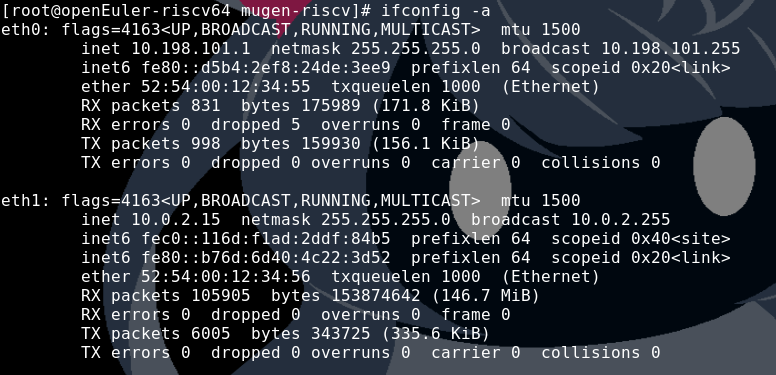 [root@openEuler-riscv64 mugen-riscv]# ifconfig -a
eth0: flags=4163<UP,BROADCAST,RUNNING,MULTICAST>  mtu 1500
        inet 10.198.101.1  netmask 255.255.255.0  broadcast 10.198.101.255
        inet6 fe80::d5b4:2ef8:24de:3ee9  prefixlen 64  scopeid 0x20<link>
        ether 52:54:00:12:34:55  txqueuelen 1000  (Ethernet)
        RX packets 831  bytes 175989 (171.8 KiB)
        RX errors 0  dropped 5  overruns 0  frame 0
        TX packets 998  bytes 159930 (156.1 KiB)
        TX errors 0  dropped 0 overruns 0  carrier 0  collisions 0

eth1: flags=4163<UP,BROADCAST,RUNNING,MULTICAST>  mtu 1500
        inet 10.0.2.15  netmask 255.255.255.0  broadcast 10.0.2.255
        inet6 fec0::116d:f1ad:2ddf:84b5  prefixlen 64  scopeid 0x40<site>
        inet6 fe80::b76d:6d40:4c22:3d52  prefixlen 64  scopeid 0x20<link>
        ether 52:54:00:12:34:56  txqueuelen 1000  (Ethernet)
        RX packets 105905  bytes 153874642 (146.7 MiB)
        RX errors 0  dropped 0  overruns 0  frame 0
        TX packets 6005  bytes 343725 (335.6 KiB)
        TX errors 0  dropped 0 overruns 0  carrier 0  collisions 0